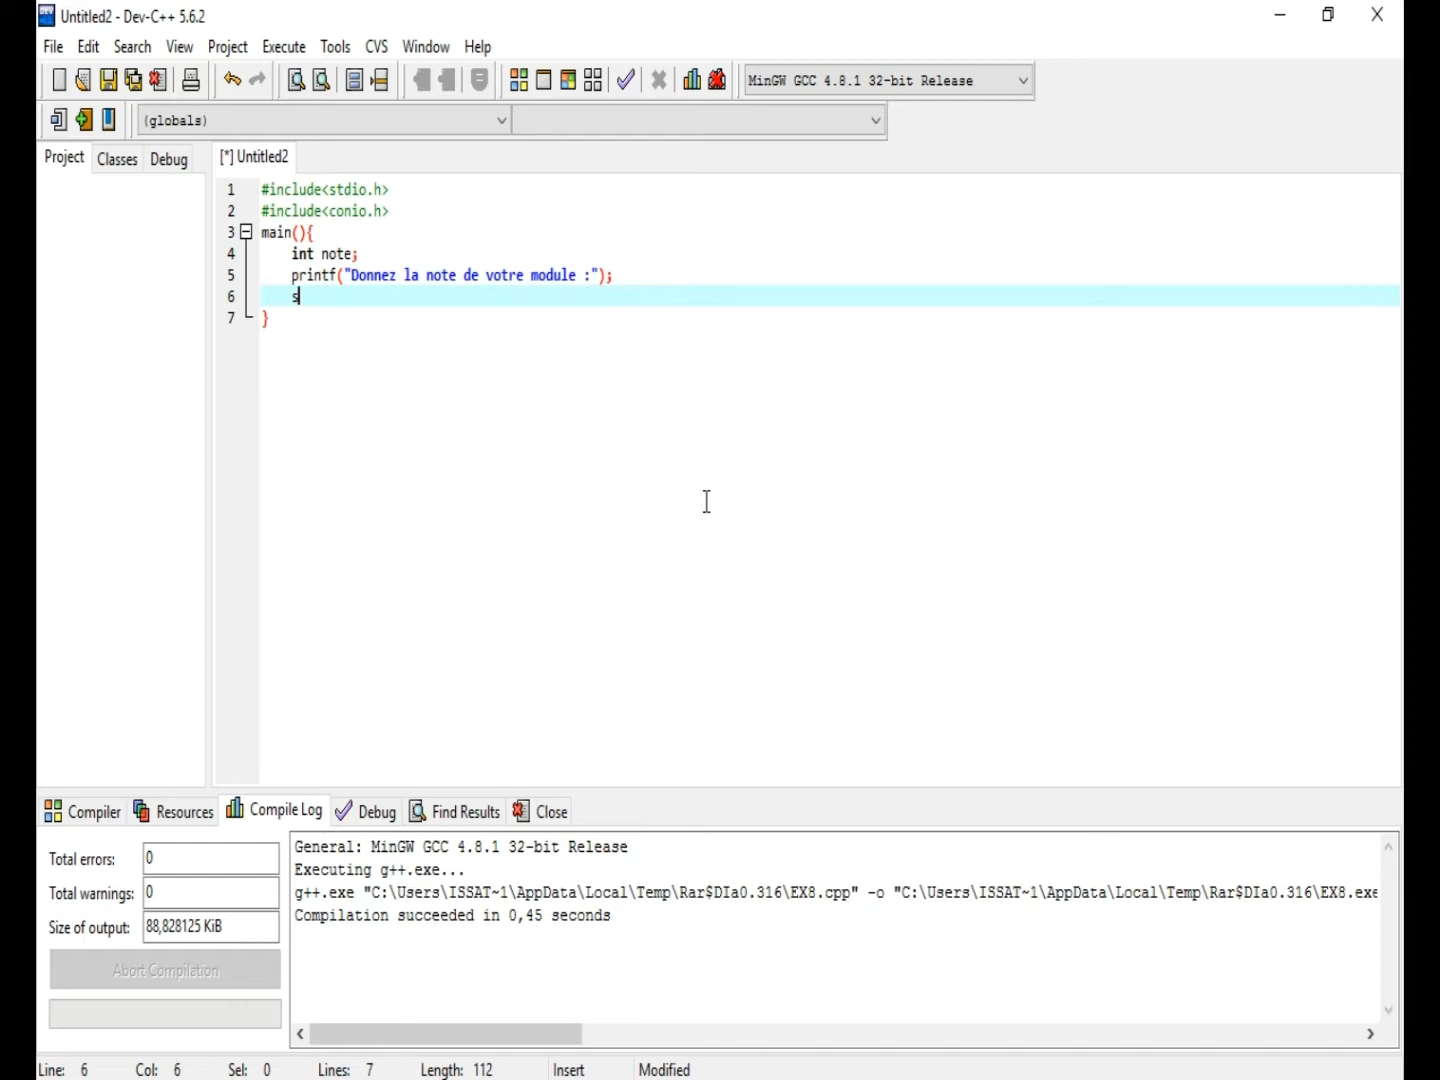 Untitled2 - Dev-C++ 5.6.2
File Edit Search View Project Execute Tools CVS Window Help
MinGW GCC 4.8.1 32-bit Release
(globals)
Project Classes Debug
[*] Untitled2
1 #include<stdio.h>
2 #include<conio.h>
3 main(){
4 int note;
5 printf("Donnez la note de votre module :");
6 s
7 }
Compiler Resources Compile Log Debug Find Results Close
Total errors: 0
Total warnings: 0
Size of output: 88,828125 KiB
Abort Compilation
General: MinGW GCC 4.8.1 32-bit Release
Executing g++.exe...
g++.exe "C:\Users\ISSAT~1\AppData\Local\Temp\Rar$DIa0.316\EX8.cpp" -o "C:\Users\ISSAT~1\AppData\Local\Temp\Rar$DIa0.316\EX8.exe
Compilation succeeded in 0,45 seconds
Line: 6 Col: 6 Sel: 0 Lines: 7 Length: 112 Insert Modified